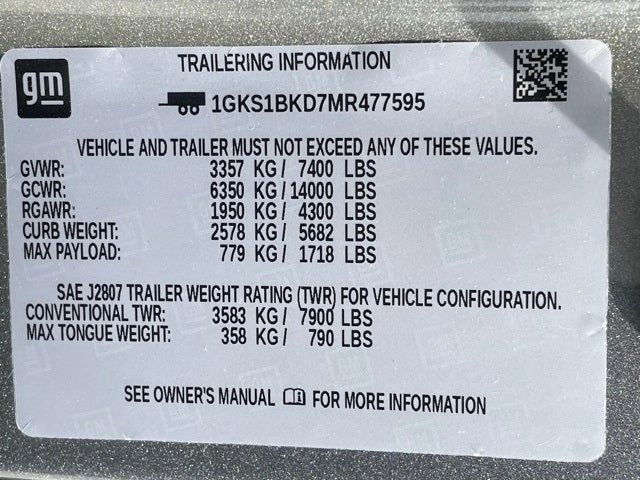 gm
TRAILERING INFORMATION
1GKS1BKD7MR477595
VEHICLE AND TRAILER MUST NOT EXCEED ANY OF THESE VALUES.
GVWR: 3357 KG / 7400 LBS
GCWR: 6350 KG / 14000 LBS
RGAWR: 1950 KG / 4300 LBS
CURB WEIGHT: 2578 KG / 5682 LBS
MAX PAYLOAD: 779 KG / 1718 LBS
SAE J2807 TRAILER WEIGHT RATING (TWR) FOR VEHICLE CONFIGURATION.
CONVENTIONAL TWR: 3583 KG / 7900 LBS
MAX TONGUE WEIGHT: 358 KG / 790 LBS
SEE OWNER'S MANUAL FOR MORE INFORMATION